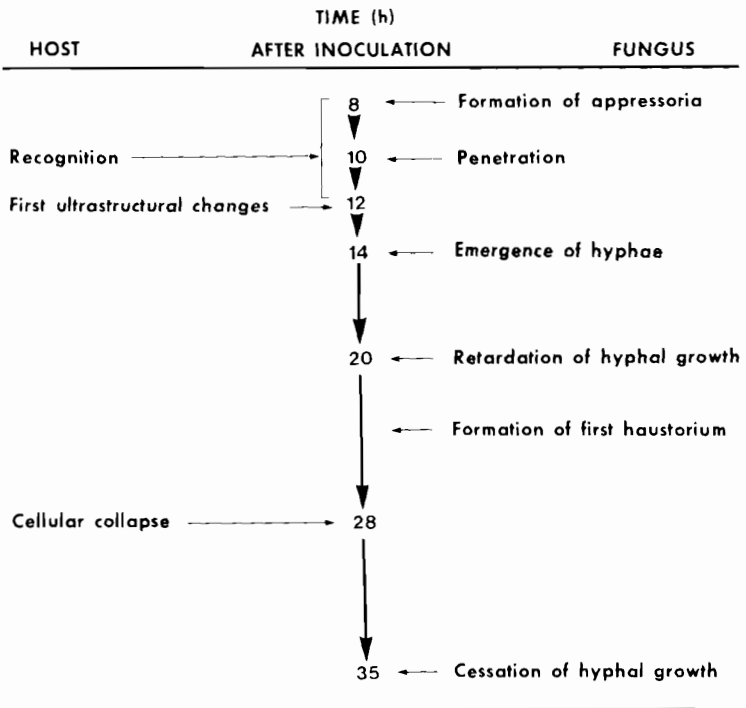 TIME (h)
HOST AFTER INOCULATION FUNGUS
8 Formation of appressoria
Recognition 10 Penetration
First ultrastructural changes 12
14 Emergence of hyphae
20 Retardation of hyphal growth
Formation of first haustorium
Cellular collapse 28
35 Cessation of hyphal growth